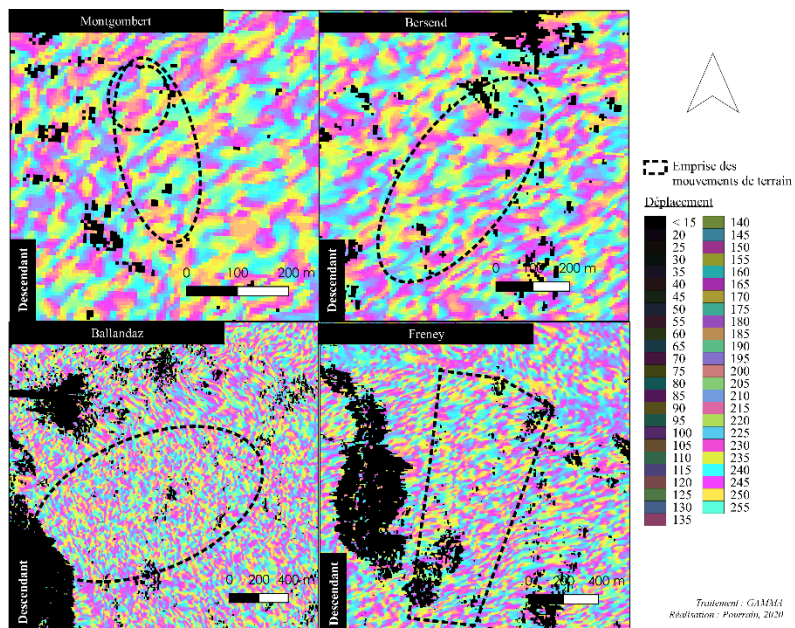 Montgombert
Bersend
Descendant
0 100 200 m
Descendant
0 100 200 m
Ballandaz
Freney
Descendant
0 200 400 m
Descendant
0 200 400 m
Emprise des
mouvements de terrain
Déplacement
< 15 140
20 145
25 150
30 155
35 160
40 165
45 170
50 175
55 180
60 185
65 190
70 195
75 200
80 205
85 210
90 215
95 220
100 225
105 230
110 235
115 240
120 245
125 250
130 255
135
Traitement : GAMMA
Réalisation : Pourrain, 2020